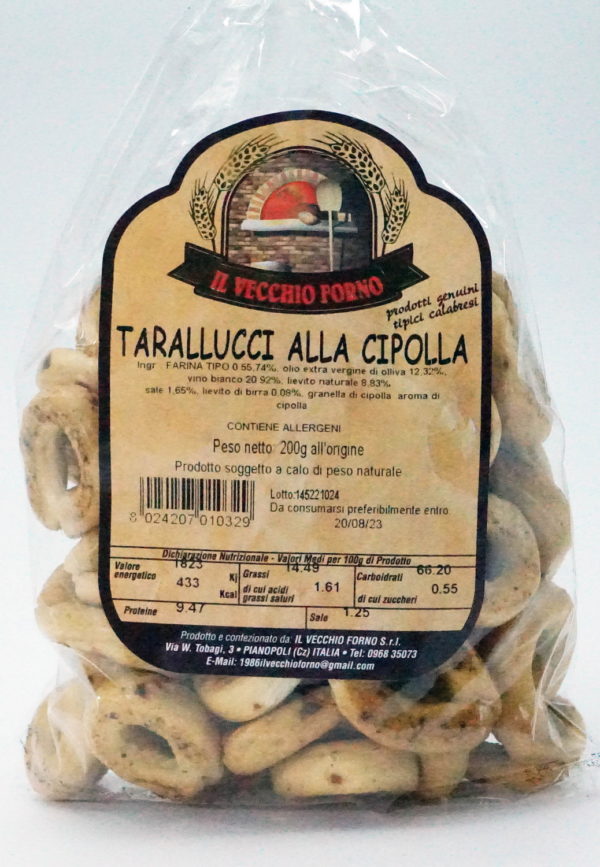 IL VECCHIO FORNO
prodotti genuini
tipici calabresi
TARALLUCCI ALLA CIPOLLA
Ingr FARINA TIPO 0 55,74%, olio extra vergine di olliva 12,32%,
vino bianco 20 92%, lievito naturale 8,83%,
sale 1,65%, lievito di birra 0,09%, granella di cipolla aroma di
cipolla
CONTIENE ALLERGENI
Peso netto 200g all'origine
Prodotto soggetto a calo di peso naturale
8 024207 010329
Lotto:145221024
Da consumarsi preferibilmente entro
20/08/23
Dichiarazione Nutrizionale - Valori Medi per 100g di Prodotto
Valore energetico 1823 Kj 433 Kcal
Grassi 14.49
di cui acidi grassi saturi 1.61
Carboidrati 66.20
di cui zuccheri 0.55
Proteine 9.47
Sale 1.25
Prodotto e confezionato da: IL VECCHIO FORNO S.r.l.
Via W. Tobagi, 3 • PIANOPOLI (Cz) ITALIA • Tel: 0968 35073
E-Mail: 1986ilvecchioforno@gmail.com